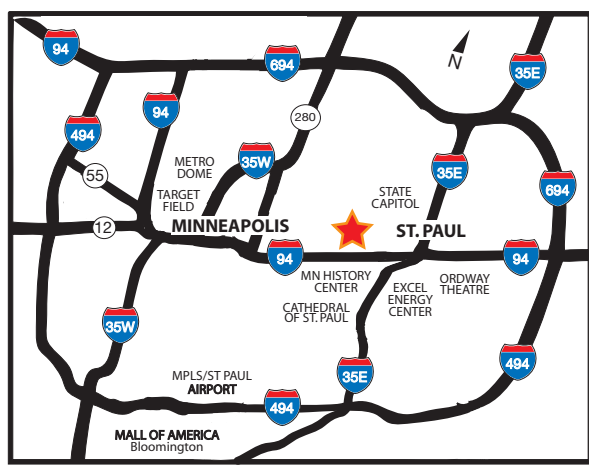 94
694
N
35E
94
280
494
METRO
DOME
35W
35E
55
TARGET
FIELD
STATE
CAPITOL
694
12
MINNEAPOLIS
ST. PAUL
94
94
MN HISTORY
CENTER
ORDWAY
THEATRE
EXCEL
ENERGY
CENTER
CATHEDRAL
OF ST. PAUL
35W
494
MPLS/ST PAUL
AIRPORT
35E
494
MALL OF AMERICA
Bloomington